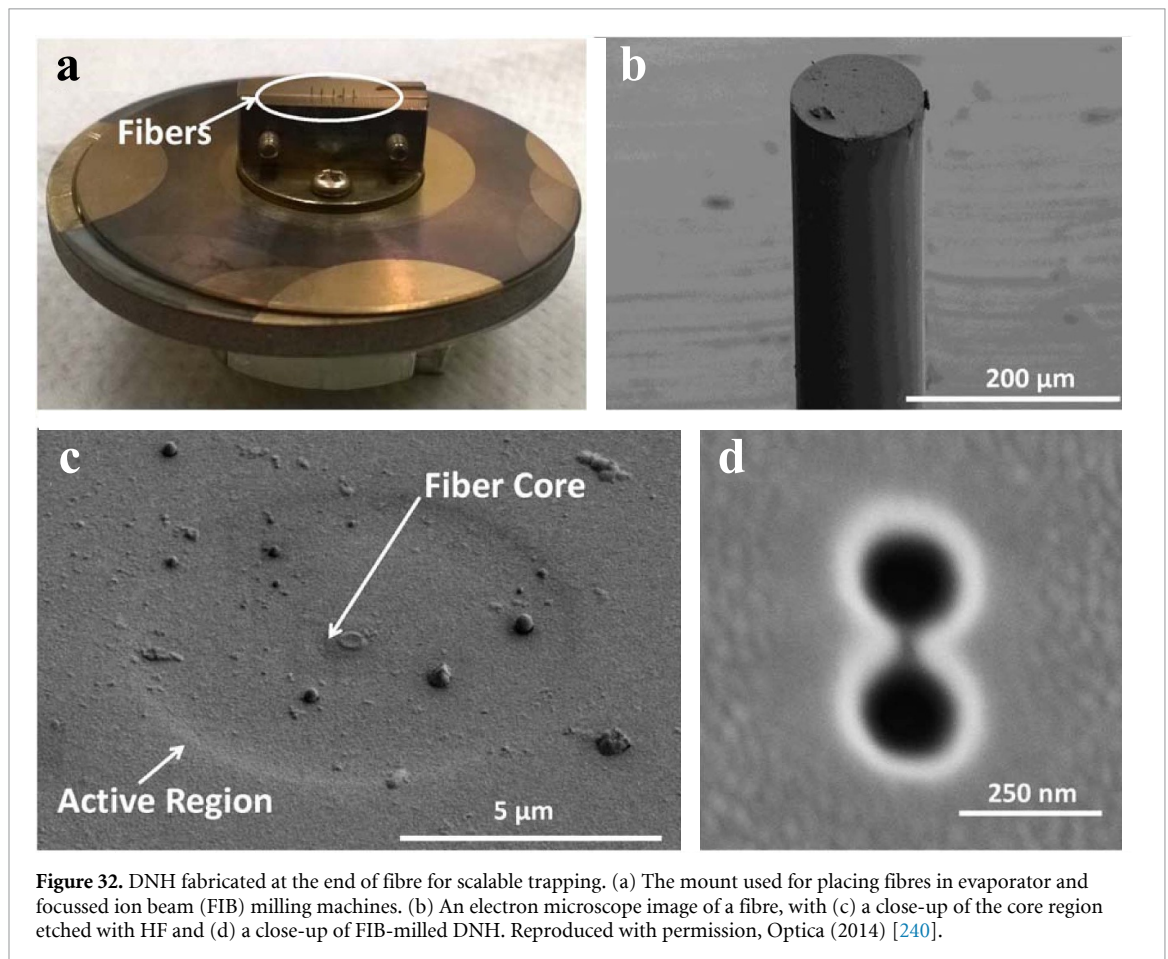 a
Fibers
b
200 µm
c
Fiber Core
Active Region
5 µm
d
250 nm
Figure 32. DNH fabricated at the end of fibre for scalable trapping. (a) The mount used for placing fibres in evaporator and
focussed ion beam (FIB) milling machines. (b) An electron microscope image of a fibre, with (c) a close-up of the core region
etched with HF and (d) a close-up of FIB-milled DNH. Reproduced with permission, Optica (2014) [240].